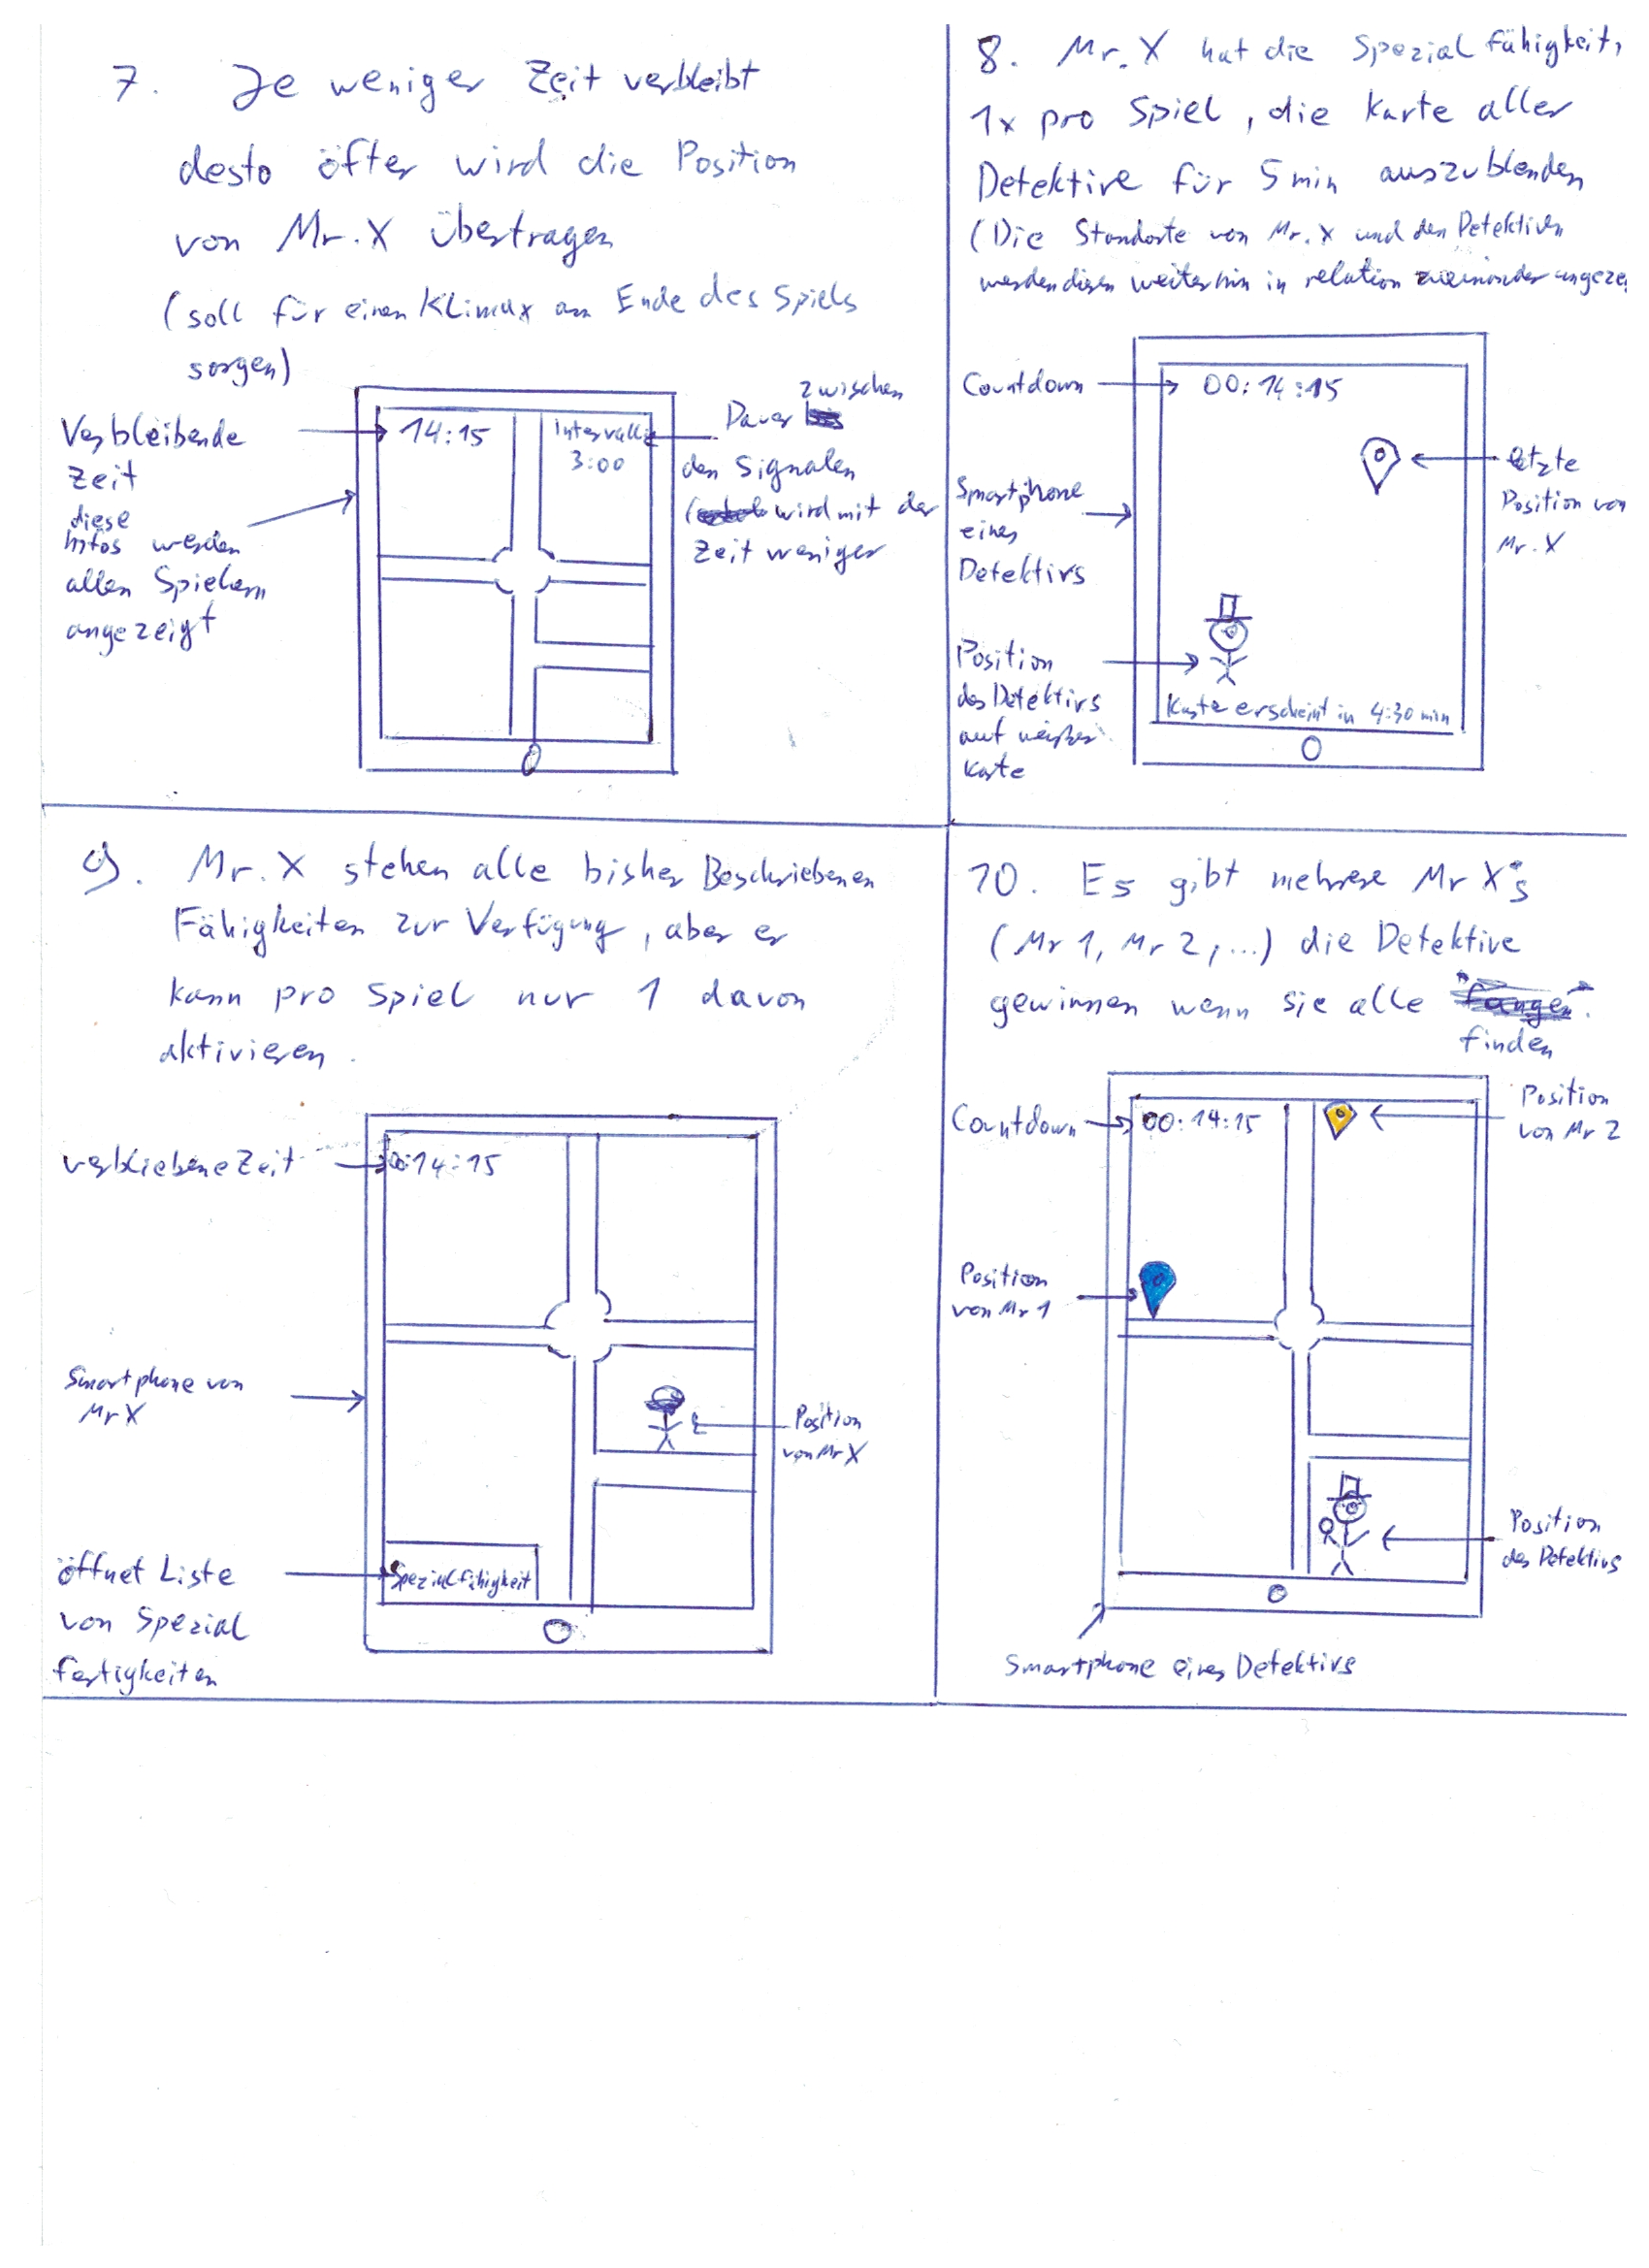 7. Je weniger Zeit verbleibt
desto öfter wird die Position
von Mr. X übertragen
(soll für einen Klimax am Ende des Spiels
sorgen)
Verbleibende
Zeit
diese
Infos werden
allen Spielern
angezeigt
14:15
Intervall:
3:00
zwischen
Dauer
den Signalen
( wird mit der
Zeit weniger
8. Mr. X hat die Spezial fähigkeit,
1x pro Spiel, die Karte aller
Detektive für 5 min auszublenden
(Die Standorte von Mr. X und den Detektiven
werden diesen weiterhin in relation zueinander angezei
Countdown
00:14:15
letzte
Position von
Mr. X
Smartphone
eines
Detektivs
Position
des Detektivs
auf weißer
Karte
Karte erscheint in 4:30 min
9. Mr. X stehen alle bisher Beschriebenen
Fähigkeiten zur Verfügung, aber er
kann pro Spiel nur 1 davon
aktivieren.
verbliebene Zeit
00:14:15
Smartphone von
Mr X
Position
von Mr X
öffnet Liste
von Spezial
fertigkeiten
Spezialfähigkeit
10. Es gibt mehrere Mr X's
(Mr 1, Mr 2, ...) die Detektive
gewinnen wenn sie alle "fangen".
finden
Countdown
00:14:15
Position
von Mr 2
Position
von Mr 1
Position
des Detektivs
Smartphone eines Detektivs